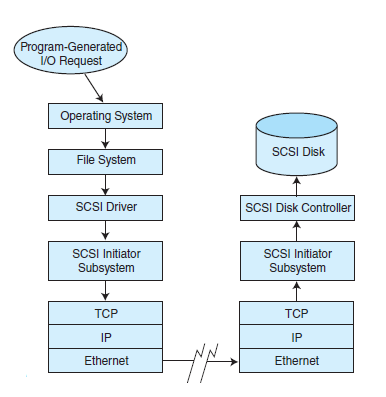 Program-Generated
I/O Request
Operating System
File System
SCSI Driver
SCSI Initiator
Subsystem
TCP
IP
Ethernet
SCSI Disk
SCSI Disk Controller
SCSI Initiator
Subsystem
TCP
IP
Ethernet